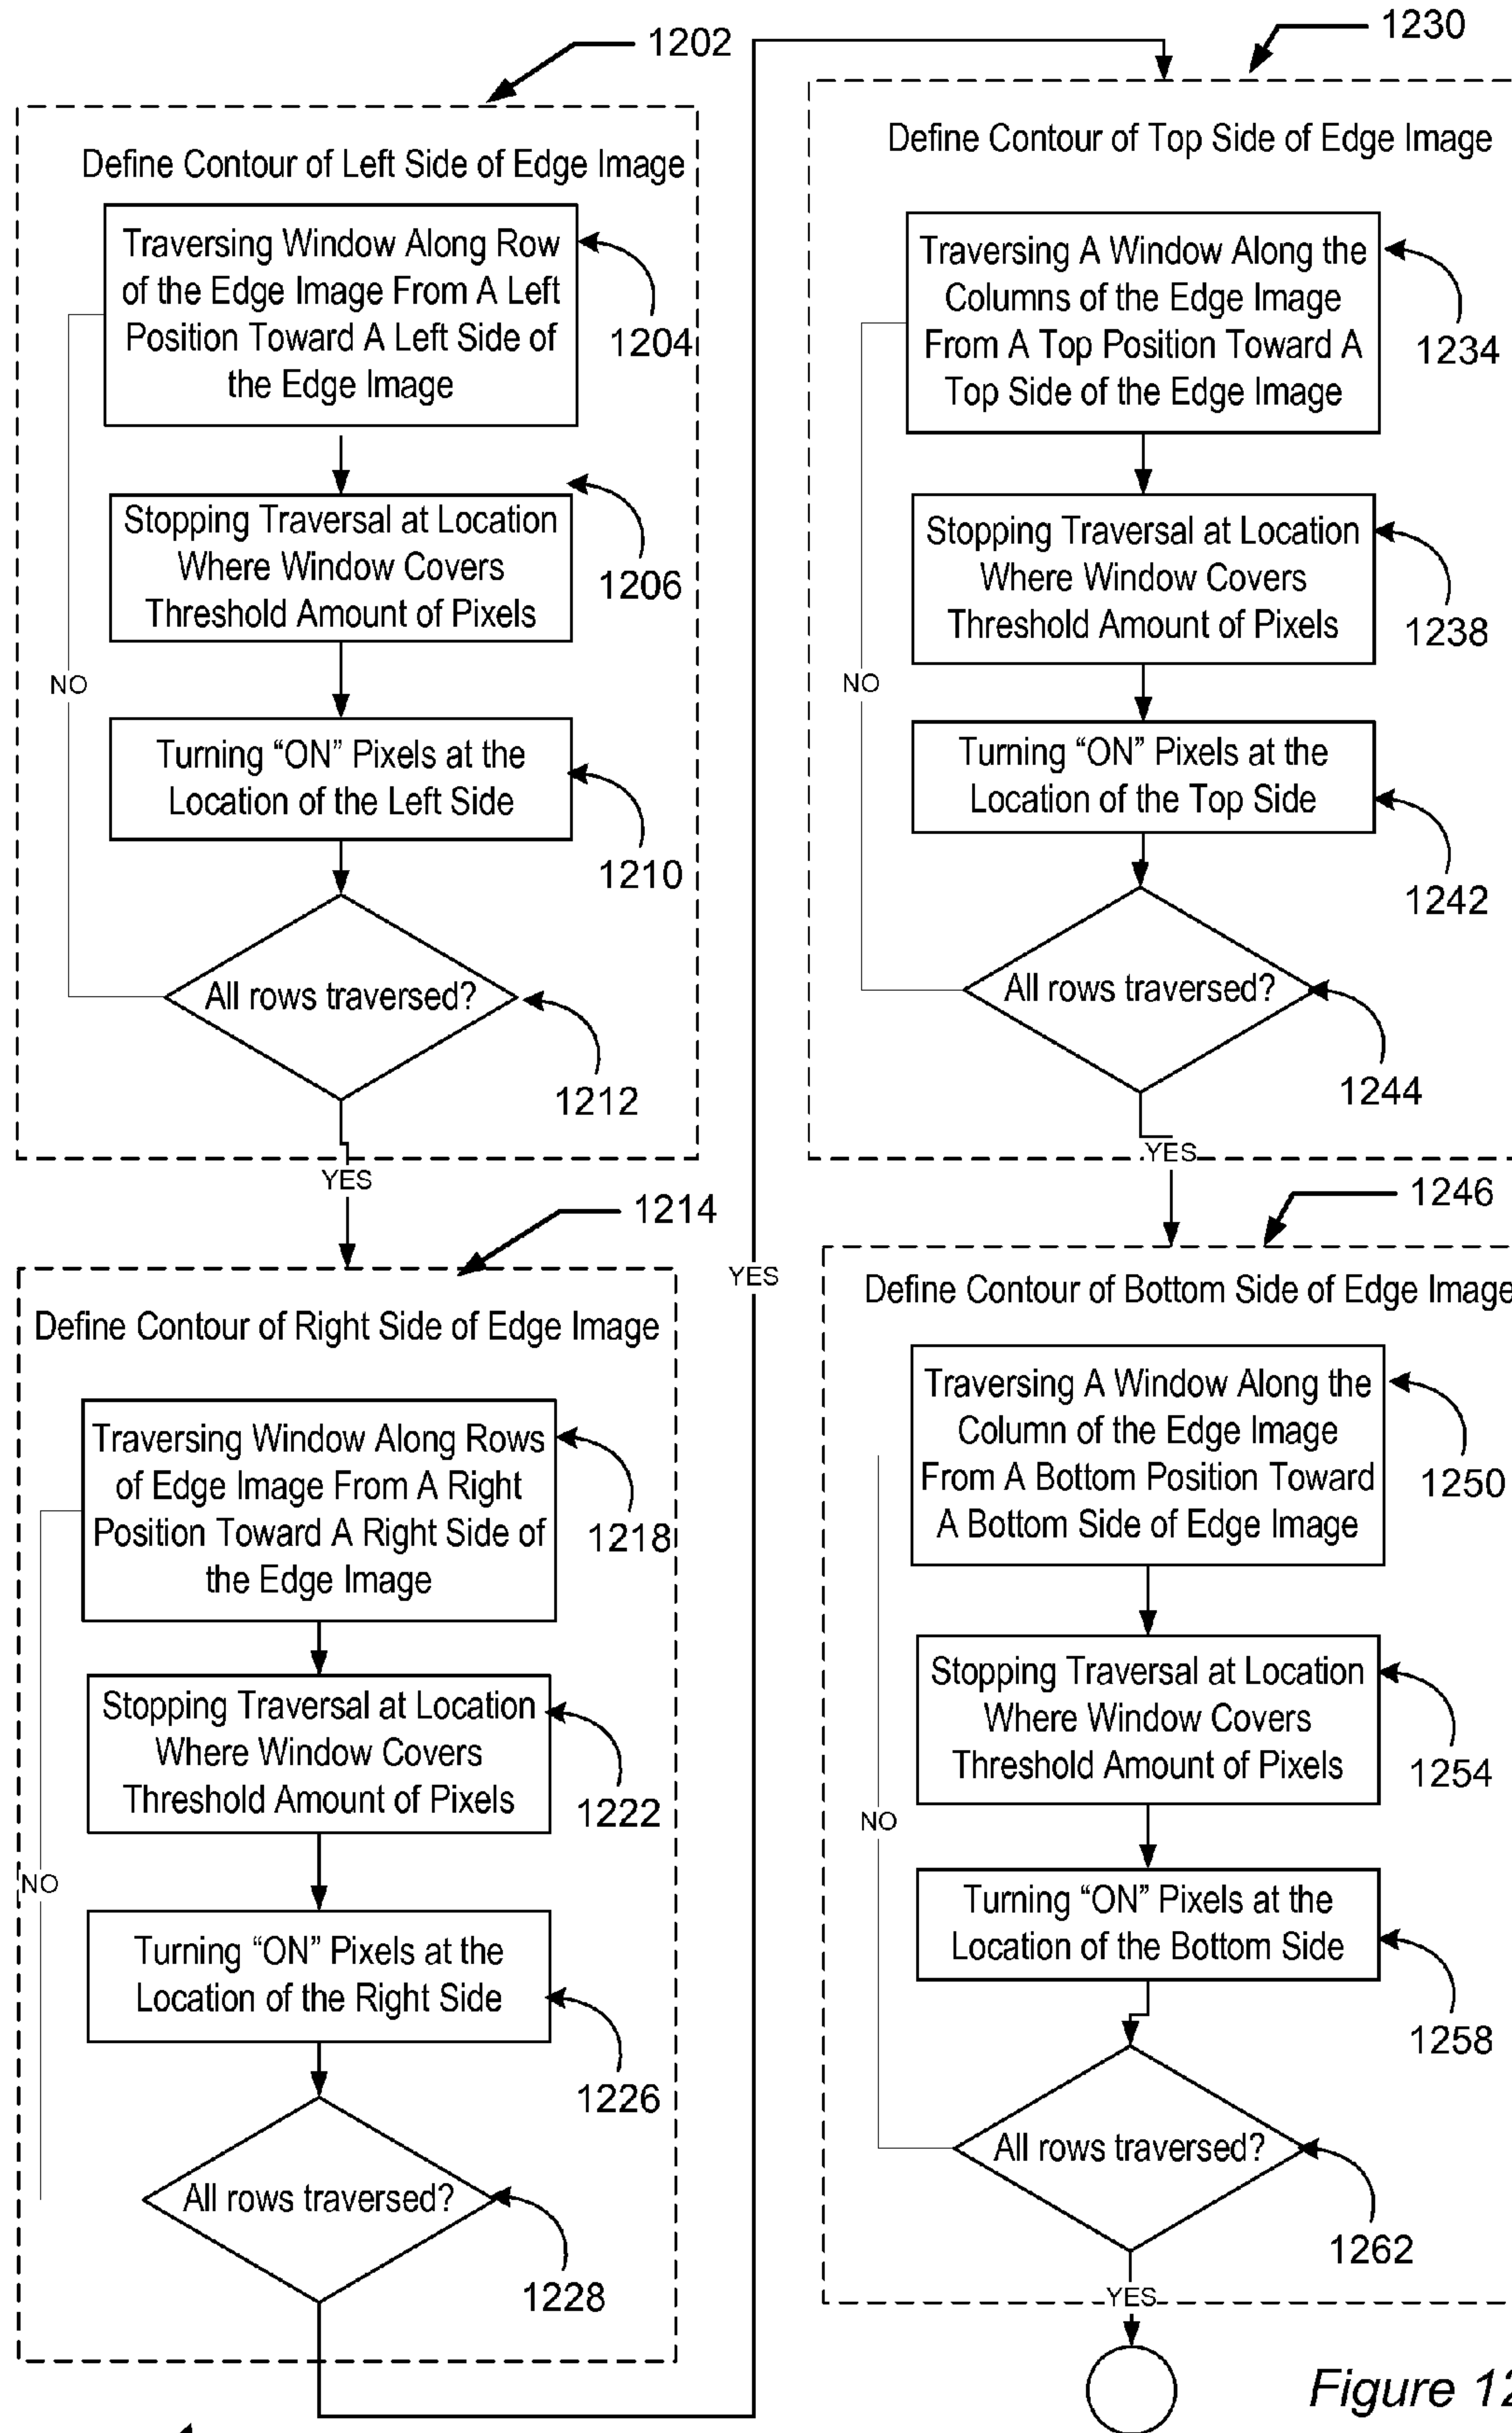 1202
Define Contour of Left Side of Edge Image
Traversing Window Along Row
of the Edge Image From A Left
Position Toward A Left Side of
the Edge Image
1204
Stopping Traversal at Location
Where Window Covers
Threshold Amount of Pixels
1206
NO
Turning “ON” Pixels at the
Location of the Left Side
1210
All rows traversed?
1212
YES
1214
Define Contour of Right Side of Edge Image
Traversing Window Along Rows
of Edge Image From A Right
Position Toward A Right Side of
the Edge Image
1218
Stopping Traversal at Location
Where Window Covers
Threshold Amount of Pixels
1222
NO
Turning “ON” Pixels at the
Location of the Right Side
1226
All rows traversed?
1228
YES
1230
Define Contour of Top Side of Edge Image
Traversing A Window Along the
Columns of the Edge Image
From A Top Position Toward A
Top Side of the Edge Image
1234
Stopping Traversal at Location
Where Window Covers
Threshold Amount of Pixels
1238
NO
Turning “ON” Pixels at the
Location of the Top Side
1242
All rows traversed?
1244
YES
1246
Define Contour of Bottom Side of Edge Image
Traversing A Window Along the
Column of the Edge Image
From A Bottom Position Toward
A Bottom Side of Edge Image
1250
Stopping Traversal at Location
Where Window Covers
Threshold Amount of Pixels
1254
NO
Turning “ON” Pixels at the
Location of the Bottom Side
1258
All rows traversed?
1262
YES
Figure 12